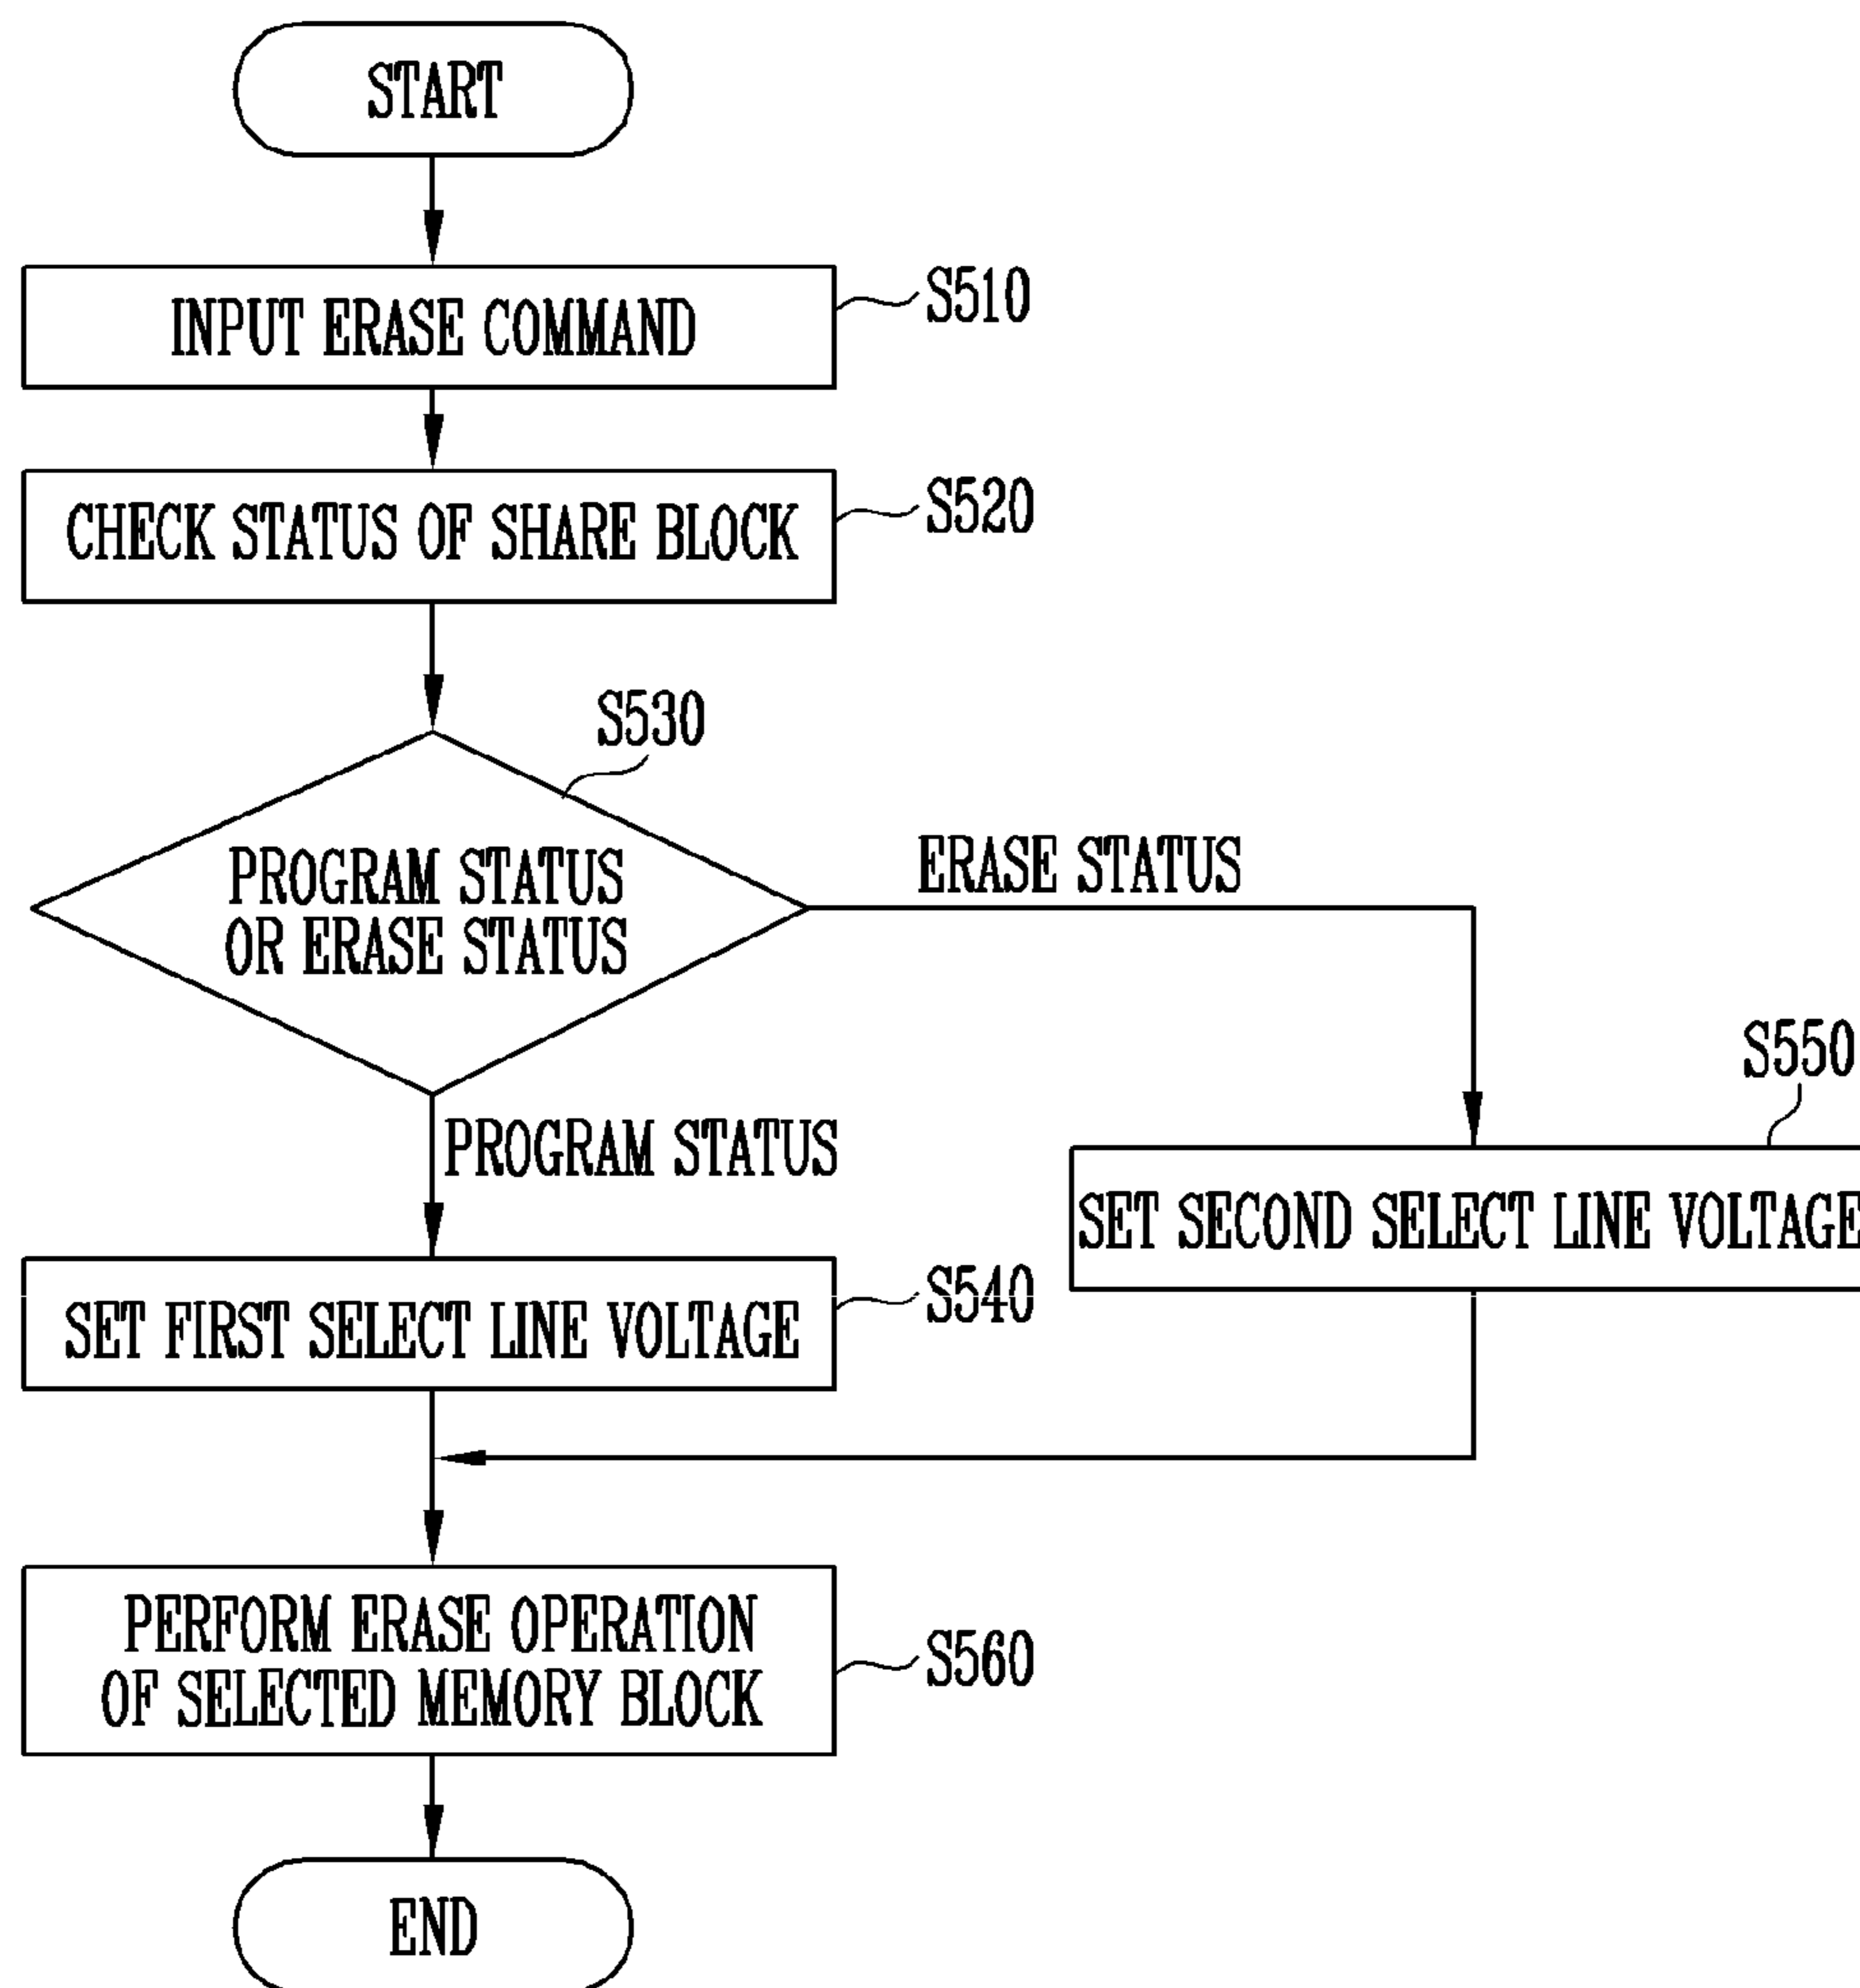 START
INPUT ERASE COMMAND
S510
CHECK STATUS OF SHARE BLOCK
S520
S530
PROGRAM STATUS
OR ERASE STATUS
ERASE STATUS
PROGRAM STATUS
S550
SET SECOND SELECT LINE VOLTAGE
SET FIRST SELECT LINE VOLTAGE
S540
PERFORM ERASE OPERATION
OF SELECTED MEMORY BLOCK
S560
END